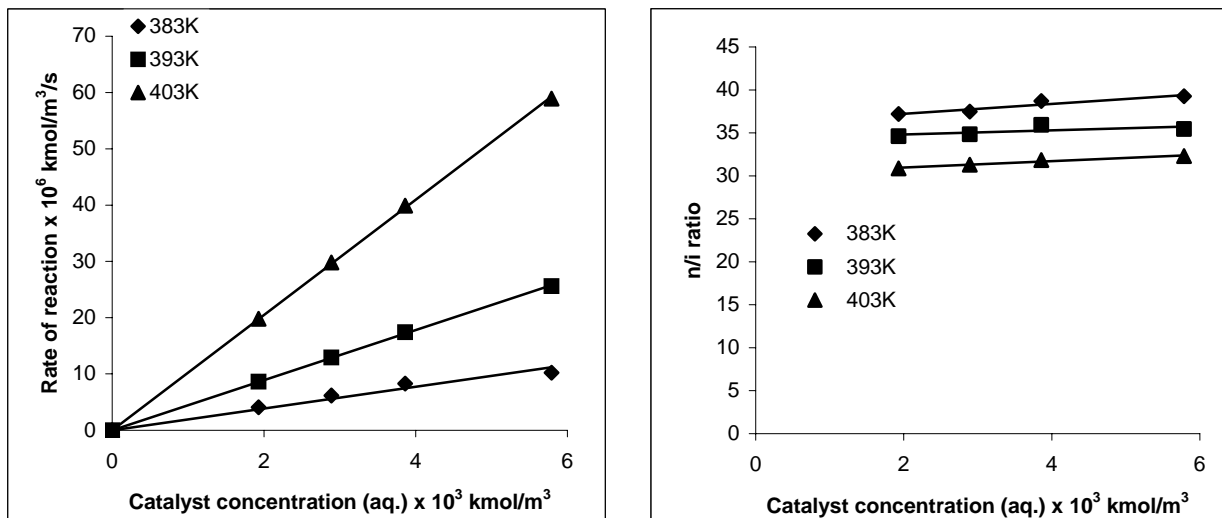 Rate of reaction x 10⁶ kmol/m³/s
70
60
50
40
30
20
10
0
383K
393K
403K
0 2 4 6
Catalyst concentration (aq.) x 10³ kmol/m³
n/i ratio
45
40
35
30
25
20
15
10
5
0
383K
393K
403K
0 2 4 6
Catalyst concentration (aq.) x 10³ kmol/m³